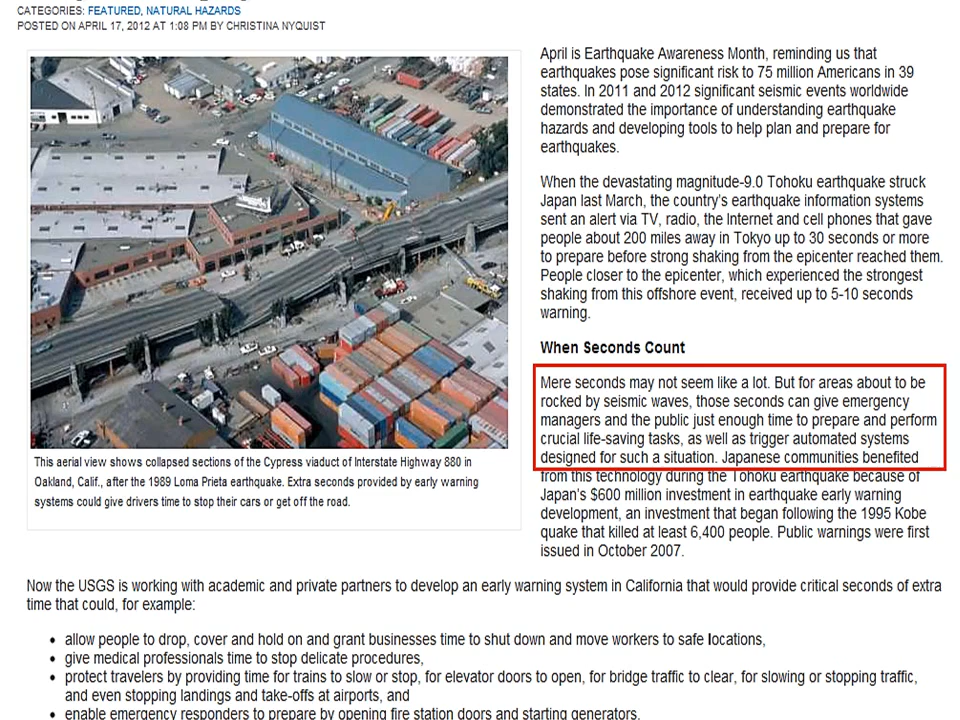 CATEGORIES: FEATURED, NATURAL HAZARDS
POSTED ON APRIL 17, 2012 AT 1:08 PM BY CHRISTINA NYQUIST
This aerial view shows collapsed sections of the Cypress viaduct of Interstate Highway 880 in
Oakland, Calif., after the 1989 Loma Prieta earthquake. Extra seconds provided by early warning
systems could give drivers time to stop their cars or get off the road.
April is Earthquake Awareness Month, reminding us that
earthquakes pose significant risk to 75 million Americans in 39
states. In 2011 and 2012 significant seismic events worldwide
demonstrated the importance of understanding earthquake
hazards and developing tools to help plan and prepare for
earthquakes.
When the devastating magnitude-9.0 Tohoku earthquake struck
Japan last March, the country's earthquake information systems
sent an alert via TV, radio, the Internet and cell phones that gave
people about 200 miles away in Tokyo up to 30 seconds or more
to prepare before strong shaking from the epicenter reached them.
People closer to the epicenter, which experienced the strongest
shaking from this offshore event, received up to 5-10 seconds
warning.
When Seconds Count
Mere seconds may not seem like a lot. But for areas about to be
rocked by seismic waves, those seconds can give emergency
managers and the public just enough time to prepare and perform
crucial life-saving tasks, as well as trigger automated systems
designed for such a situation. Japanese communities benefited
from this technology during the Tohoku earthquake because of
Japan's $600 million investment in earthquake early warning
development, an investment that began following the 1995 Kobe
quake that killed at least 6,400 people. Public warnings were first
issued in October 2007.
Now the USGS is working with academic and private partners to develop an early warning system in California that would provide critical seconds of extra
time that could, for example:
• allow people to drop, cover and hold on and grant businesses time to shut down and move workers to safe locations,
• give medical professionals time to stop delicate procedures,
• protect travelers by providing time for trains to slow or stop, for elevator doors to open, for bridge traffic to clear, for slowing or stopping traffic,
and even stopping landings and take-offs at airports, and
• enable emergency responders to prepare by opening fire station doors and starting generators.